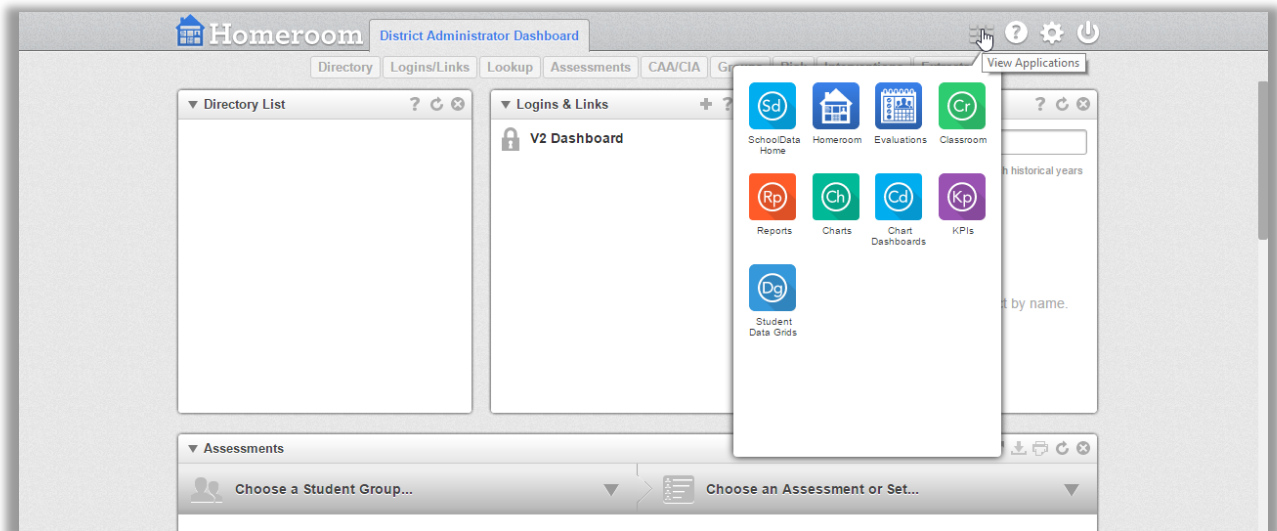 Homeroom
District Administrator Dashboard
?
View Applications
Directory
Logins/Links
Lookup
Assessments
CAA/CIA
Directory List
?
Logins & Links
+ ?
?
V2 Dashboard
h historical years
t by name.
Sd
Cr
SchoolData
Home
Homeroom
Evaluations
Classroom
Rp
Ch
Cd
Kp
Reports
Charts
Chart
Dashboards
KPIs
Dg
Student
Data Grids
Assessments
Choose a Student Group...
Choose an Assessment or Set...